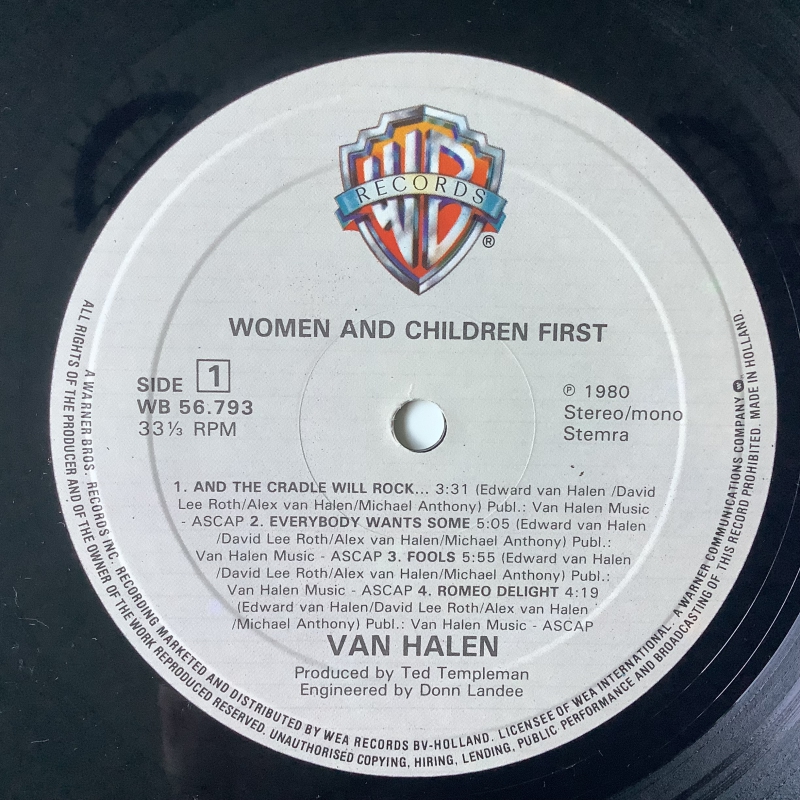 WB
RECORDS
®
WOMEN AND CHILDREN FIRST
SIDE 1
WB 56.793
33⅓ RPM
℗ 1980
Stereo/mono
Stemra
1. AND THE CRADLE WILL ROCK... 3:31 (Edward van Halen /David
Lee Roth/Alex van Halen/Michael Anthony) Publ.: Van Halen Music
- ASCAP 2. EVERYBODY WANTS SOME 5:05 (Edward van Halen
/David Lee Roth/Alex van Halen/Michael Anthony) Publ.:
Van Halen Music - ASCAP 3. FOOLS 5:55 (Edward van Halen
/David Lee Roth/Alex van Halen/Michael Anthony) Publ.:
Van Halen Music - ASCAP 4. ROMEO DELIGHT 4:19
(Edward van Halen/David Lee Roth/Alex van Halen
/Michael Anthony) Publ.: Van Halen Music - ASCAP
VAN HALEN
Produced by Ted Templeman
Engineered by Donn Landee
A WARNER BROS. RECORDS INC. RECORDING MARKETED AND DISTRIBUTED BY WEA RECORDS BV-HOLLAND. LICENSEE OF WEA INTERNATIONAL. A WARNER COMMUNICATIONS COMPANY
ALL RIGHTS OF THE PRODUCER AND OF THE OWNER OF THE WORK REPRODUCED RESERVED. UNAUTHORISED COPYING, HIRING, LENDING, PUBLIC PERFORMANCE AND BROADCASTING OF THIS RECORD PROHIBITED. MADE IN HOLLAND.